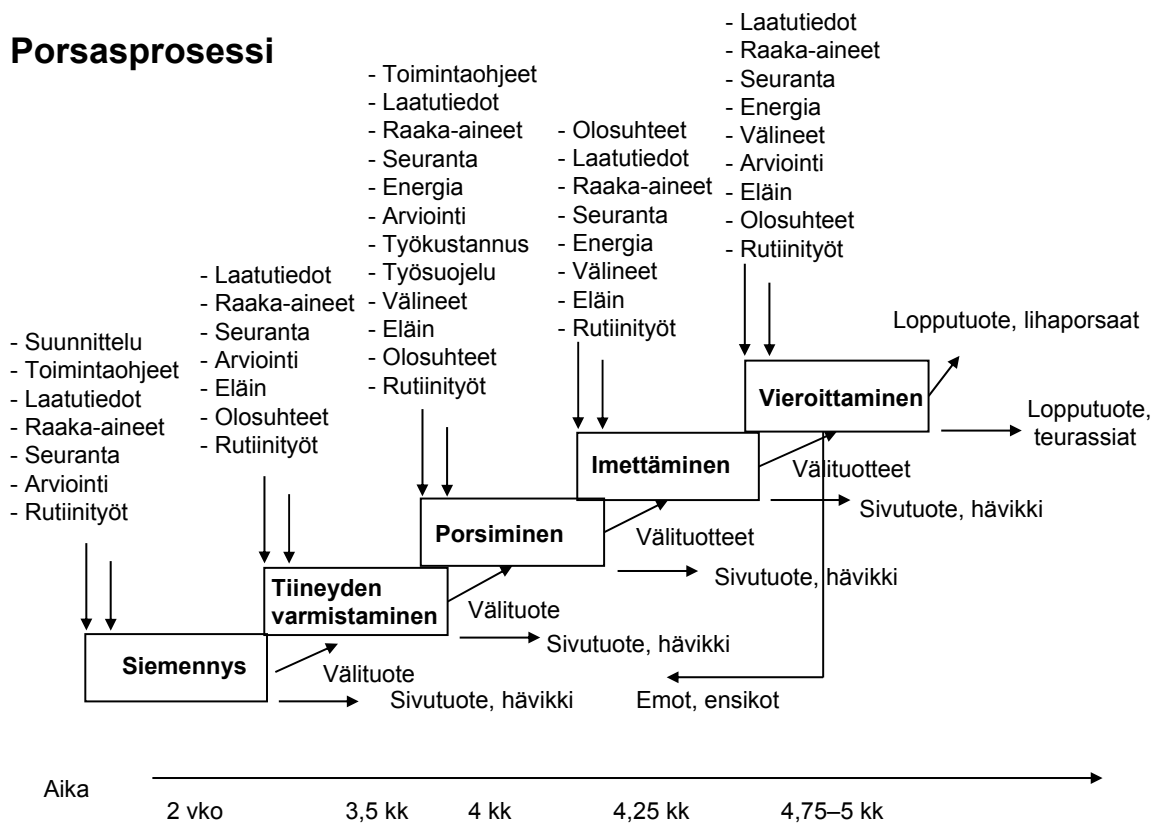 Porsasprosessi
- Suunnittelu
- Toimintaohjeet
- Laatutiedot
- Raaka-aineet
- Seuranta
- Arviointi
- Rutiinityöt
- Laatutiedot
- Raaka-aineet
- Seuranta
- Arviointi
- Eläin
- Olosuhteet
- Rutiinityöt
- Toimintaohjeet
- Laatutiedot
- Raaka-aineet
- Seuranta
- Energia
- Arviointi
- Työkustannus
- Työsuojelu
- Välineet
- Eläin
- Olosuhteet
- Rutiinityöt
- Olosuhteet
- Laatutiedot
- Raaka-aineet
- Seuranta
- Energia
- Välineet
- Eläin
- Rutiinityöt
- Laatutiedot
- Raaka-aineet
- Seuranta
- Energia
- Välineet
- Arviointi
- Eläin
- Olosuhteet
- Rutiinityöt
Siemennys
Välituote
Sivutuote, hävikki
Tiineyden
varmistaminen
Välituote
Sivutuote, hävikki
Porsiminen
Välituotteet
Sivutuote, hävikki
Imettäminen
Välituotteet
Sivutuote, hävikki
Vieroittaminen
Lopputuote, lihaporsaat
Lopputuote,
teurassiat
Emot, ensikot
Aika
2 vko
3,5 kk
4 kk
4,25 kk
4,75–5 kk